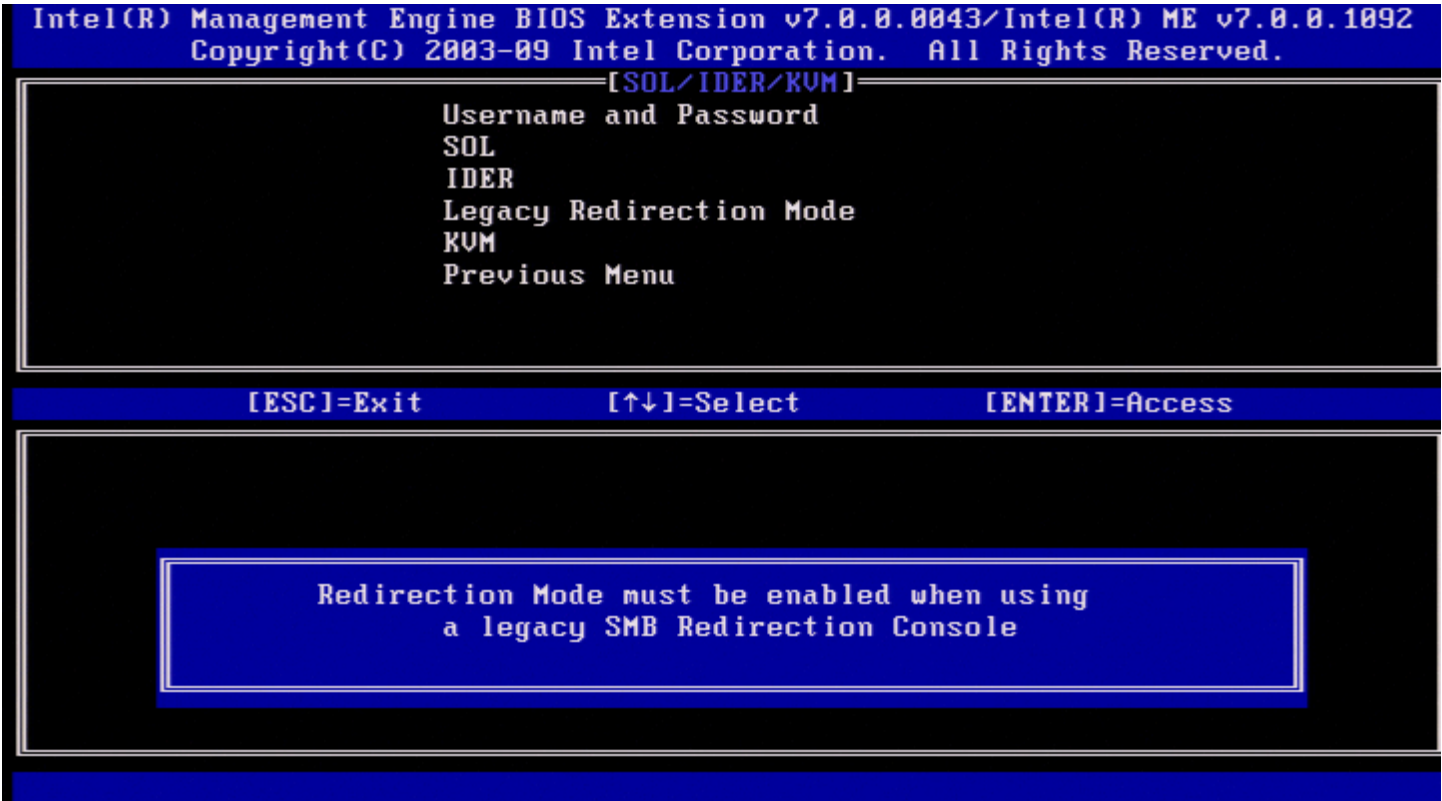 Intel(R) Management Engine BIOS Extension v7.0.0.0043/Intel(R) ME v7.0.0.1092
Copyright(C) 2003-09 Intel Corporation. All Rights Reserved.
[SOL/IDER/KVM]
Username and Password
SOL
IDER
Legacy Redirection Mode
KVM
Previous Menu
[ESC]=Exit [↑↓]=Select [ENTER]=Access
Redirection Mode must be enabled when using
a legacy SMB Redirection Console